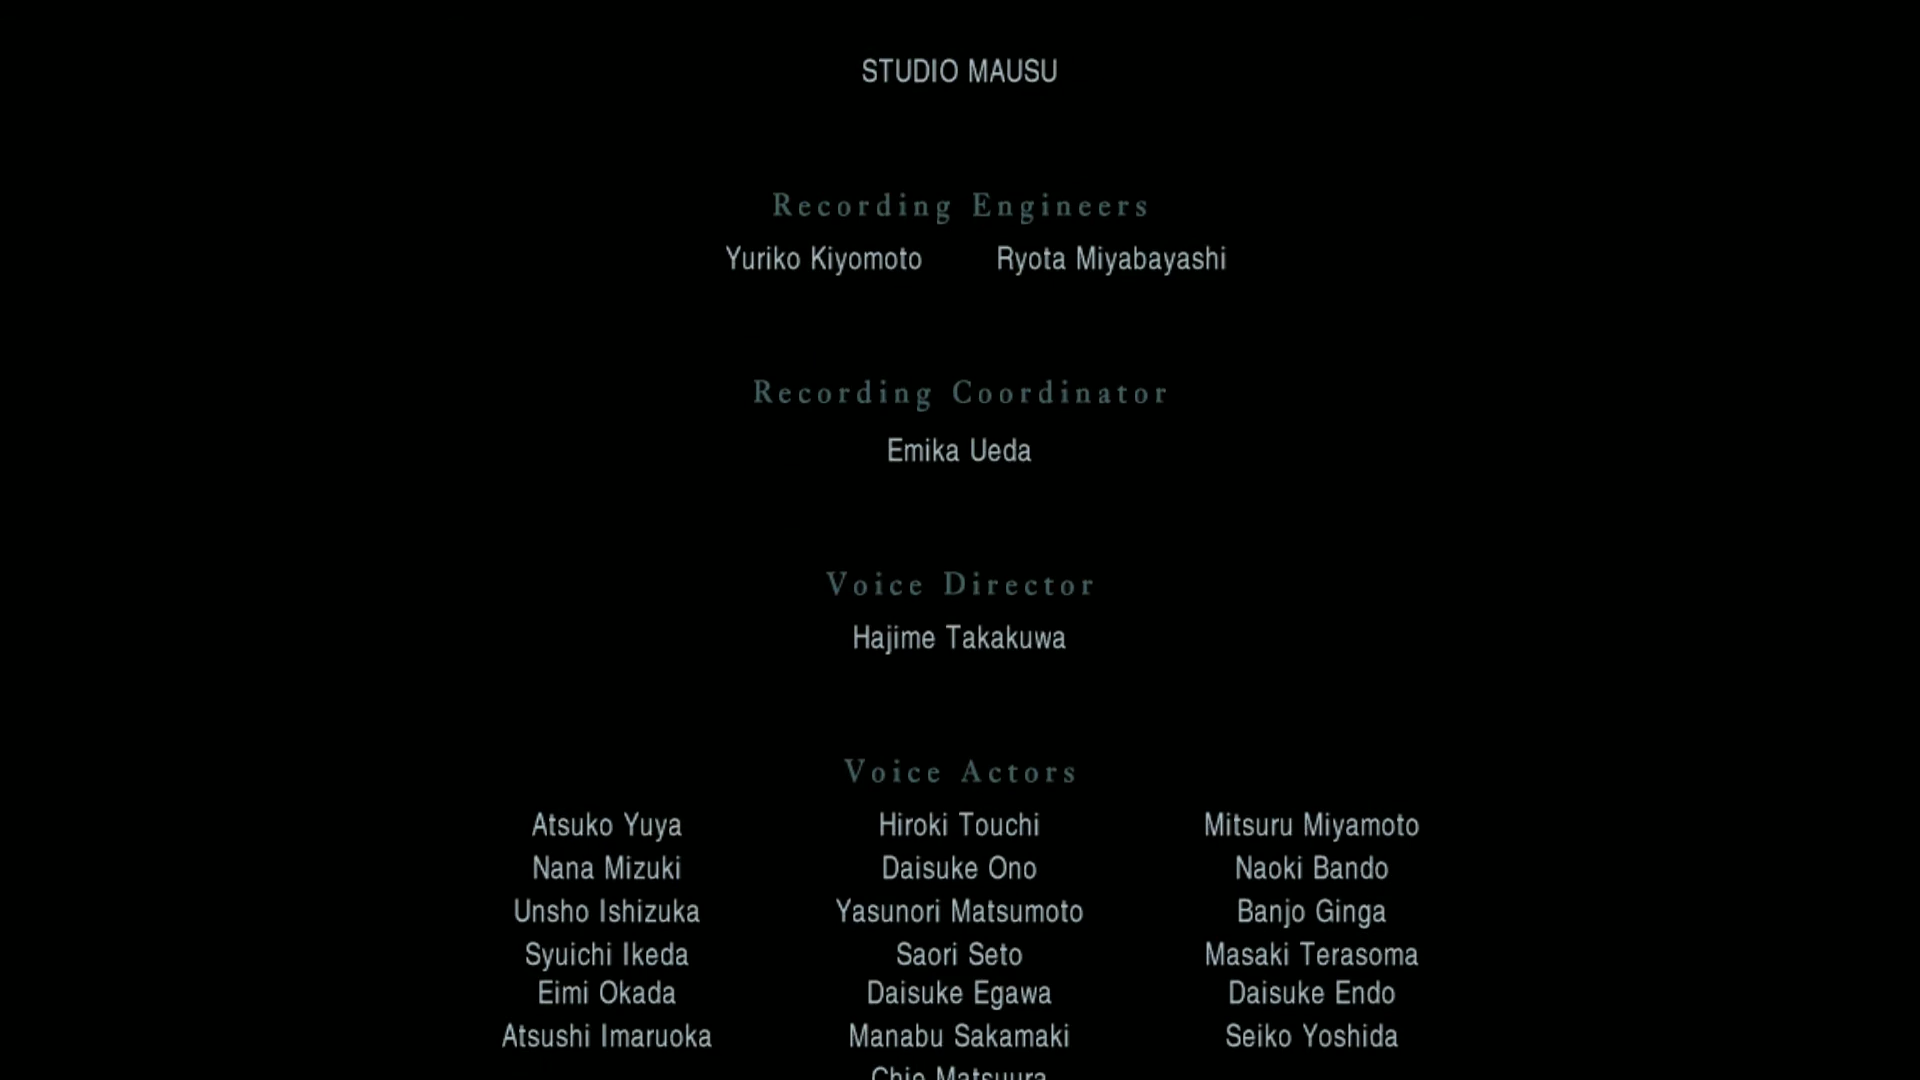 STUDIO MAUSU
Recording Engineers
Yuriko Kiyomoto Ryota Miyabayashi
Recording Coordinator
Emika Ueda
Voice Director
Hajime Takakuwa
Voice Actors
Atsuko Yuya Hiroki Touchi Mitsuru Miyamoto
Nana Mizuki Daisuke Ono Naoki Bando
Unsho Ishizuka Yasunori Matsumoto Banjo Ginga
Syuichi Ikeda Saori Seto Masaki Terasoma
Eimi Okada Daisuke Egawa Daisuke Endo
Atsushi Imaruoka Manabu Sakamaki Seiko Yoshida
Chie Matsuura